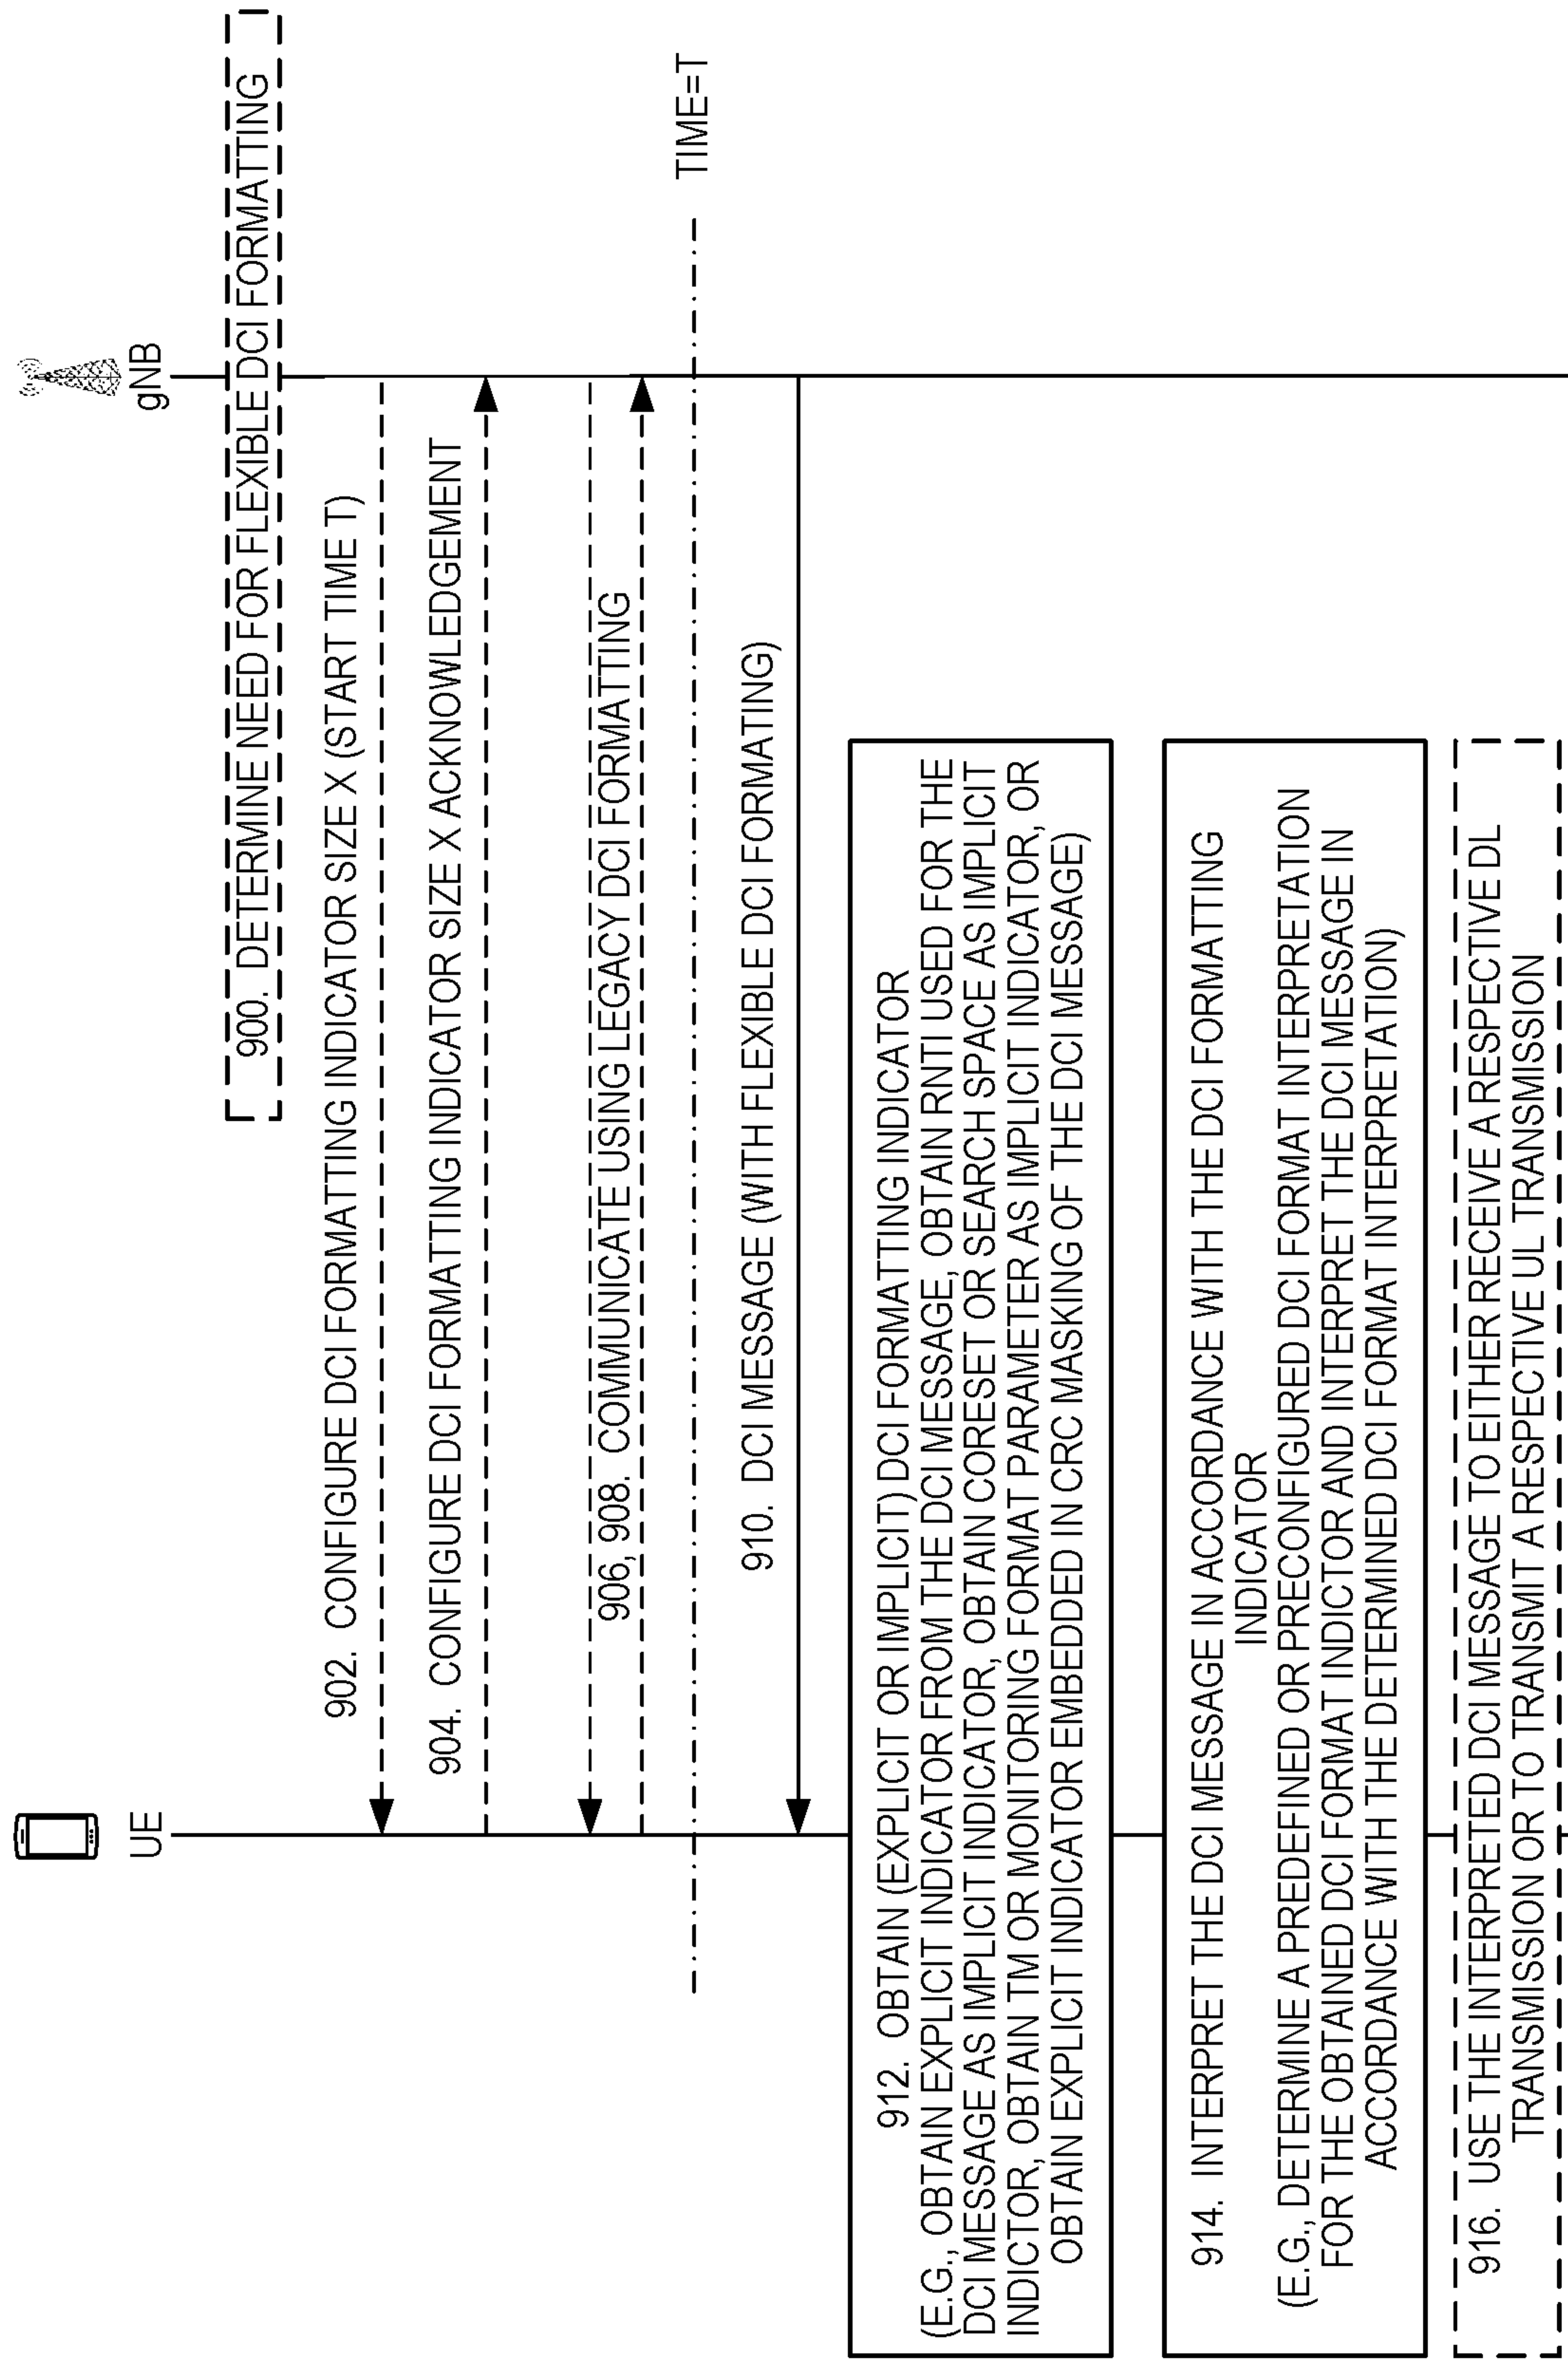 UE
gNB
900. DETERMINE NEED FOR FLEXIBLE DCI FORMATTING
902. CONFIGURE DCI FORMATTING INDICATOR SIZE X (START TIME T)
904. CONFIGURE DCI FORMATTING INDICATOR SIZE X ACKNOWLEDGEMENT
906, 908. COMMUNICATE USING LEGACY DCI FORMATTING
TIME=T
910. DCI MESSAGE (WITH FLEXIBLE DCI FORMATING)
912. OBTAIN (EXPLICIT OR IMPLICIT) DCI FORMATTING INDICATOR
(E.G., OBTAIN EXPLICIT INDICATOR FROM THE DCI MESSAGE, OBTAIN RNTI USED FOR THE
DCI MESSAGE AS IMPLICIT INDICATOR, OBTAIN CORESET OR SEARCH SPACE AS IMPLICIT
INDICTOR, OBTAIN TM OR MONITORING FORMAT PARAMETER AS IMPLICIT INDICATOR, OR
OBTAIN EXPLICIT INDICATOR EMBEDDED IN CRC MASKING OF THE DCI MESSAGE)
914. INTERPRET THE DCI MESSAGE IN ACCORDANCE WITH THE DCI FORMATTING
INDICATOR
(E.G., DETERMINE A PREDEFINED OR PRECONFIGURED DCI FORMAT INTERPRETATION
FOR THE OBTAINED DCI FORMAT INDICTOR AND INTERPRET THE DCI MESSAGE IN
ACCORDANCE WITH THE DETERMINED DCI FORMAT INTERPRETATION)
916. USE THE INTERPRETED DCI MESSAGE TO EITHER RECEIVE A RESPECTIVE DL
TRANSMISSION OR TO TRANSMIT A RESPECTIVE UL TRANSMISSION